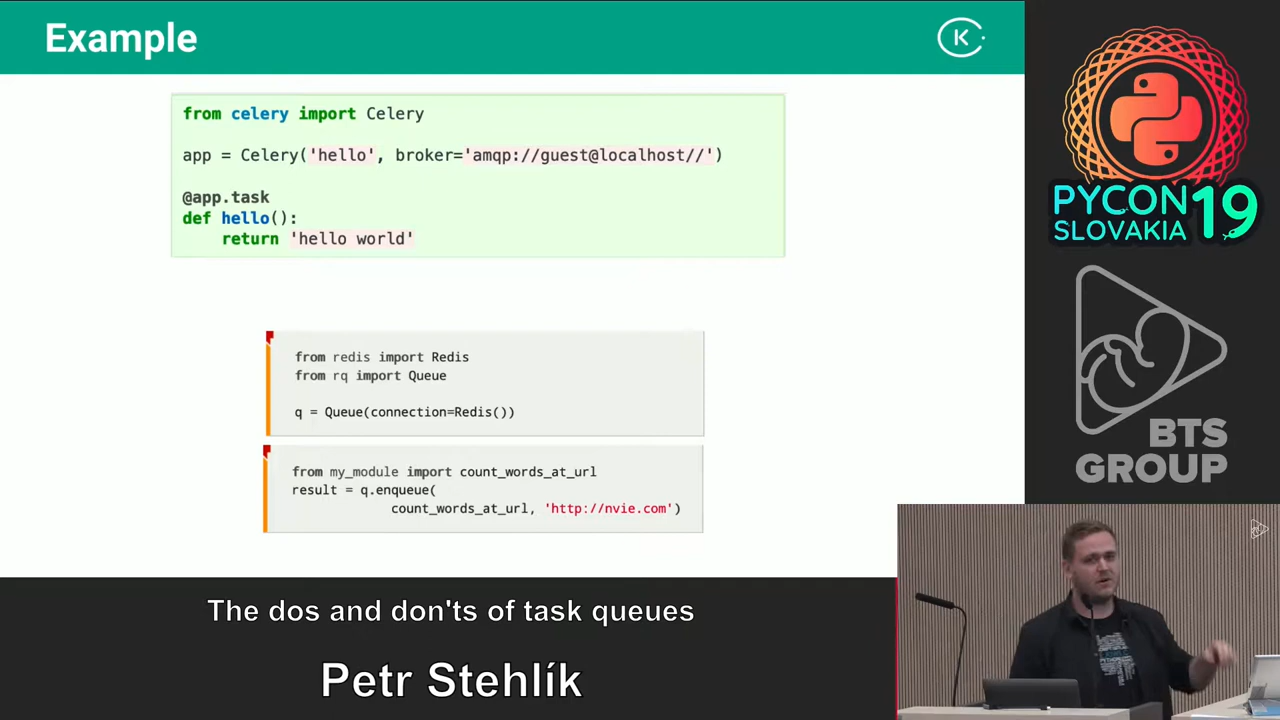 Example
K
from celery import Celery
app = Celery('hello', broker='amqp://guest@localhost//')
@app.task
def hello():
    return 'hello world'
from redis import Redis
from rq import Queue
q = Queue(connection=Redis())
from my_module import count_words_at_url
result = q.enqueue(
             count_words_at_url, 'http://nvie.com')
PYCON
SLOVAKIA
19
BTS
GROUP
The dos and don'ts of task queues
Petr Stehlík